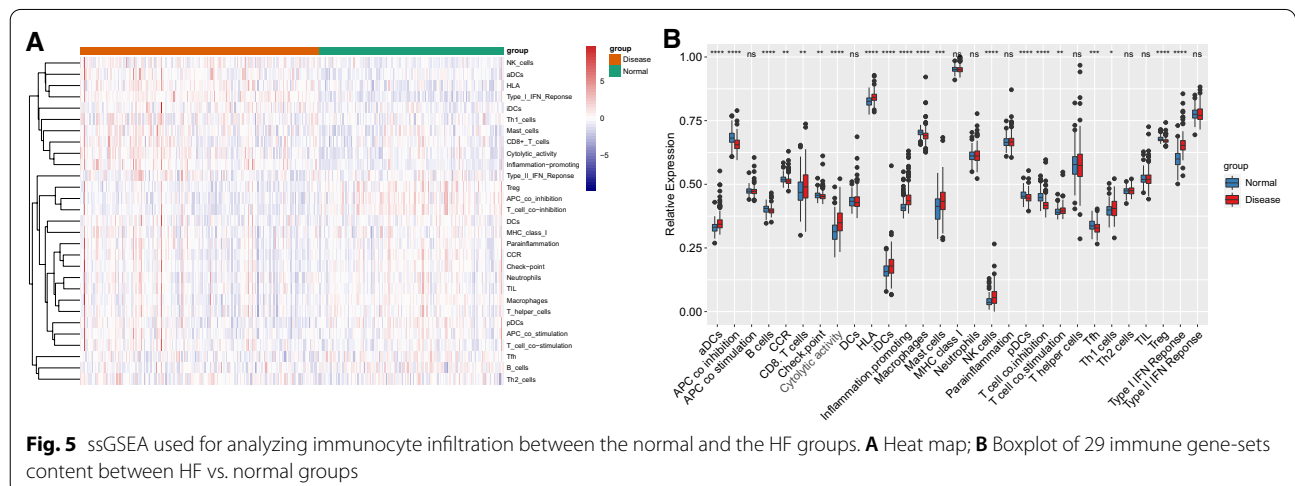 A
group
NK_cells
aDCs
HLA
Type_I_IFN_Reponse
iDCs
Th1_cells
Mast_cells
CD8+_T_cells
Cytolytic_activity
Inflammation-promoting
Type_II_IFN_Reponse
Treg
APC_co_inhibition
T_cell_co-inhibition
DCs
MHC_class_I
Parainflammation
CCR
Check-point
Neutrophils
TIL
Macrophages
T_helper_cells
pDCs
APC_co_stimulation
T_cell_co-stimulation
Tfh
B_cells
Th2_cells
group
Disease
Normal
5
0
−5
B
**** **** ns **** ** ** ** **** ns **** **** **** **** *** ns ns **** ns **** **** ** ns *** * ns ns **** **** ns
Relative Expression
1.00
0.75
0.50
0.25
0.00
aDCs
APC co inhibition
APC co stimulation
B cells
CCR
CD8. T cells
Check.point
Cytolytic activity
DCs
HLA
iDCs
Inflammation.promoting
Macrophages
Mast cells
MHC class I
Neutrophils
NK cells
Parainflammation
pDCs
T cell co.inhibition
T cell co.stimulation
T helper cells
Tfh
Th1 cells
Th2 cells
TIL
Treg
Type I IFN Reponse
Type II IFN Reponse
group
Normal
Disease
Fig. 5 ssGSEA used for analyzing immunocyte infiltration between the normal and the HF groups. A Heat map; B Boxplot of 29 immune gene-sets
content between HF vs. normal groups